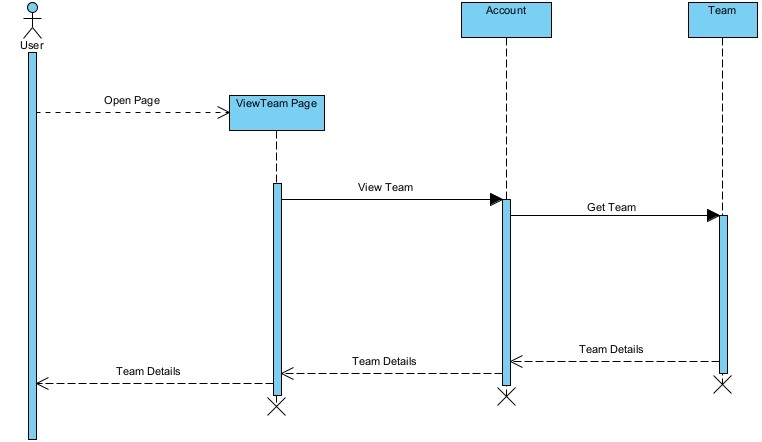 Account
Team
User
Open Page
ViewTeam Page
View Team
Get Team
Team Details
Team Details
Team Details